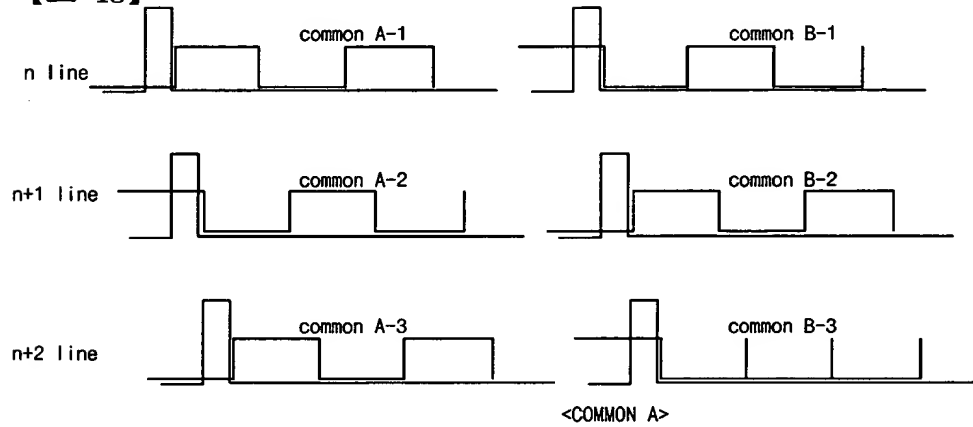 common A-1
common B-1
n line
common A-2
common B-2
n+1 line
common A-3
common B-3
n+2 line
<COMMON A>